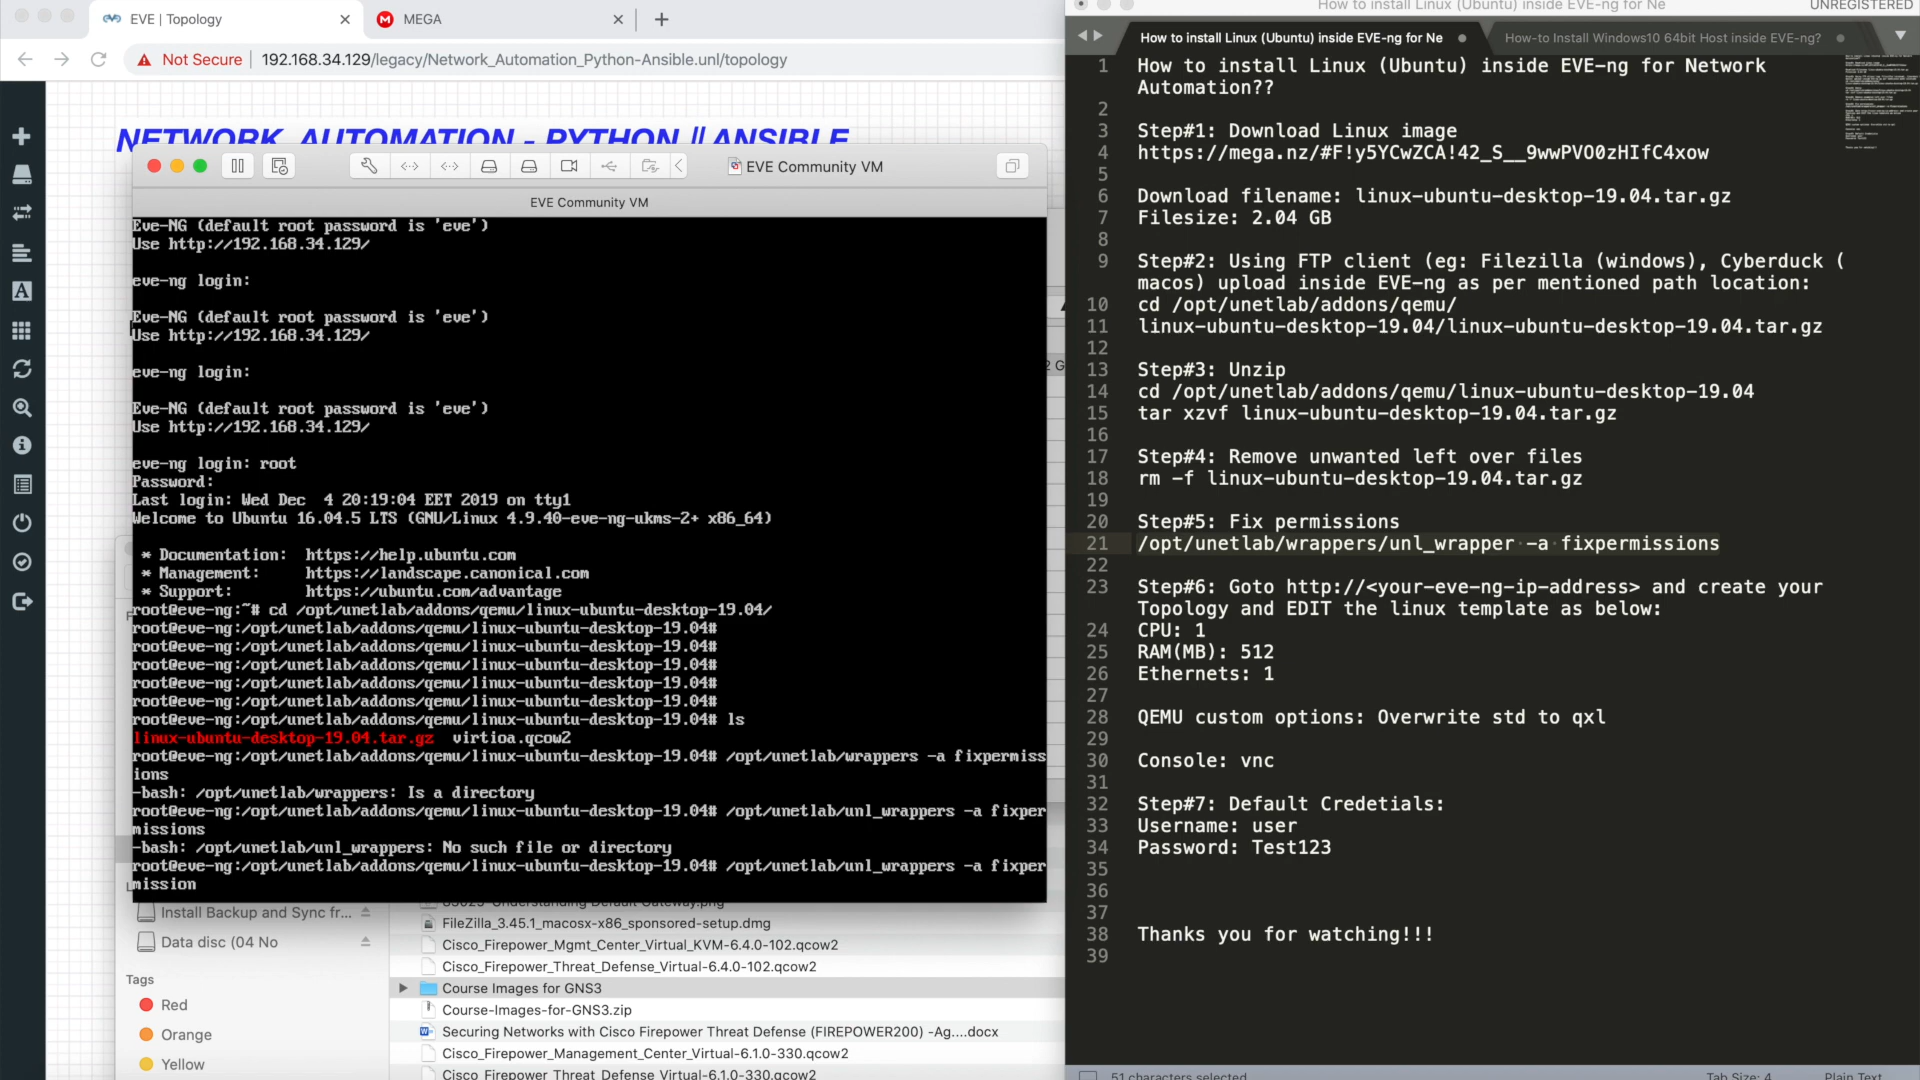 EVE | Topology
MEGA
Not Secure
192.168.34.129/legacy/Network_Automation_Python-Ansible.unl/topology
NETWORK AUTOMATION - PYTHON || ANSIBLE
EVE Community VM
EVE Community VM
Eve-NG (default root password is 'eve')
Use http://192.168.34.129/
eve-ng login:
Eve-NG (default root password is 'eve')
Use http://192.168.34.129/
eve-ng login:
Eve-NG (default root password is 'eve')
Use http://192.168.34.129/
eve-ng login: root
Password:
Last login: Wed Dec  4 20:19:04 EET 2019 on tty1
Welcome to Ubuntu 16.04.5 LTS (GNU/Linux 4.9.40-eve-ng-ukms-2+ x86_64)
* Documentation:  https://help.ubuntu.com
* Management:     https://landscape.canonical.com
* Support:        https://ubuntu.com/advantage
root@eve-ng:~# cd /opt/unetlab/addons/qemu/linux-ubuntu-desktop-19.04/
root@eve-ng:/opt/unetlab/addons/qemu/linux-ubuntu-desktop-19.04#
root@eve-ng:/opt/unetlab/addons/qemu/linux-ubuntu-desktop-19.04#
root@eve-ng:/opt/unetlab/addons/qemu/linux-ubuntu-desktop-19.04#
root@eve-ng:/opt/unetlab/addons/qemu/linux-ubuntu-desktop-19.04#
root@eve-ng:/opt/unetlab/addons/qemu/linux-ubuntu-desktop-19.04#
root@eve-ng:/opt/unetlab/addons/qemu/linux-ubuntu-desktop-19.04# ls
linux-ubuntu-desktop-19.04.tar.gz  virtioa.qcow2
root@eve-ng:/opt/unetlab/addons/qemu/linux-ubuntu-desktop-19.04# /opt/unetlab/wrappers -a fixpermiss
ions
-bash: /opt/unetlab/wrappers: Is a directory
root@eve-ng:/opt/unetlab/addons/qemu/linux-ubuntu-desktop-19.04# /opt/unetlab/unl_wrappers -a fixper
missions
-bash: /opt/unetlab/unl_wrappers: No such file or directory
root@eve-ng:/opt/unetlab/addons/qemu/linux-ubuntu-desktop-19.04# /opt/unetlab/unl_wrappers -a fixper
mission
Install Backup and Sync fr...
Data disc (04 No
Tags
Red
Orange
Yellow
FileZilla_3.45.1_macosx-x86_sponsored-setup.dmg
Cisco_Firepower_Mgmt_Center_Virtual_KVM-6.4.0-102.qcow2
Cisco_Firepower_Threat_Defense_Virtual-6.4.0-102.qcow2
Course Images for GNS3
Course-Images-for-GNS3.zip
Securing Networks with Cisco Firepower Threat Defense (FIREPOWER200) -Ag....docx
Cisco_Firepower_Management_Center_Virtual-6.1.0-330.qcow2
Cisco_Firepower_Threat_Defense_Virtual-6.1.0-330.qcow2
How to install Linux (Ubuntu) inside EVE-ng for Ne
UNREGISTERED
How to install Linux (Ubuntu) inside EVE-ng for Ne
How-to Install Windows10 64bit Host inside EVE-ng?
1 How to install Linux (Ubuntu) inside EVE-ng for Network
Automation??
2
3 Step#1: Download Linux image
4 https://mega.nz/#F!y5YCwZCA!42_S__9wwPVO0zHIfC4xow
5
6 Download filename: linux-ubuntu-desktop-19.04.tar.gz
7 Filesize: 2.04 GB
8
9 Step#2: Using FTP client (eg: Filezilla (windows), Cyberduck (
macos) upload inside EVE-ng as per mentioned path location:
10 cd /opt/unetlab/addons/qemu/
11 linux-ubuntu-desktop-19.04/linux-ubuntu-desktop-19.04.tar.gz
12
13 Step#3: Unzip
14 cd /opt/unetlab/addons/qemu/linux-ubuntu-desktop-19.04
15 tar xzvf linux-ubuntu-desktop-19.04.tar.gz
16
17 Step#4: Remove unwanted left over files
18 rm -f linux-ubuntu-desktop-19.04.tar.gz
19
20 Step#5: Fix permissions
21 /opt/unetlab/wrappers/unl_wrapper -a fixpermissions
22
23 Step#6: Goto http://<your-eve-ng-ip-address> and create your
Topology and EDIT the linux template as below:
24 CPU: 1
25 RAM(MB): 512
26 Ethernets: 1
27
28 QEMU custom options: Overwrite std to qxl
29
30 Console: vnc
31
32 Step#7: Default Credetials:
33 Username: user
34 Password: Test123
35
36
37
38 Thanks you for watching!!!
39
51 characters selected
Tab Size: 4
Plain Text